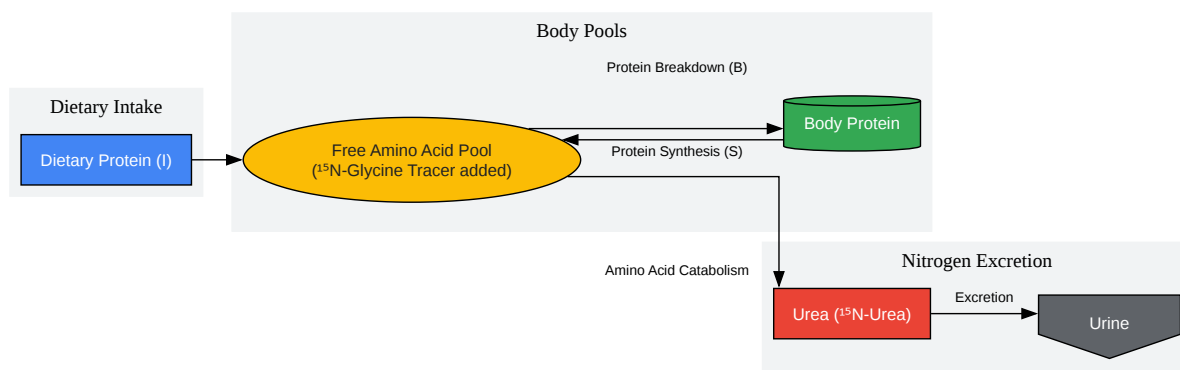 Body Pools
Protein Breakdown (B)
Dietary Intake
Body Protein
Dietary Protein (I)
Free Amino Acid Pool
(¹⁵N-Glycine Tracer added)
Protein Synthesis (S)
Nitrogen Excretion
Amino Acid Catabolism
Excretion
Urea (¹⁵N-Urea)
Urine